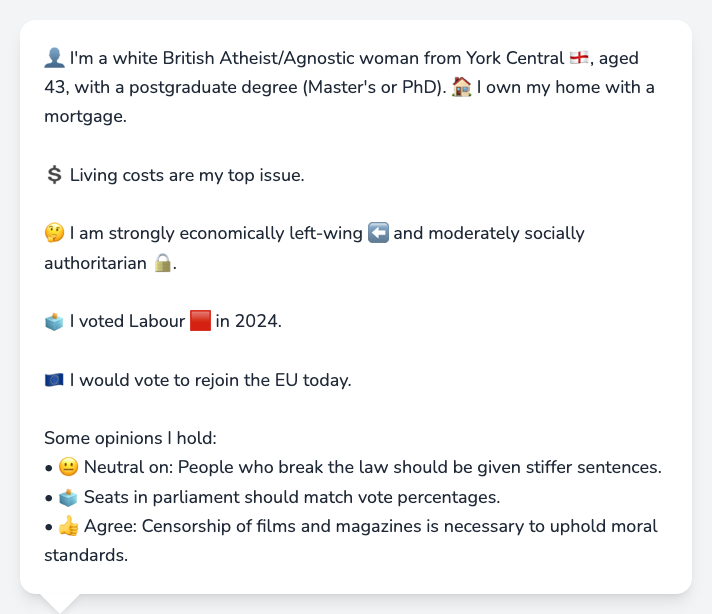 👤 I'm a white British Atheist/Agnostic woman from York Central 🏴󠁧󠁢󠁥󠁮󠁧󠁿, aged
43, with a postgraduate degree (Master's or PhD). 🏠 I own my home with a
mortgage.
💲 Living costs are my top issue.
🤔 I am strongly economically left-wing ⬅️ and moderately socially
authoritarian 🔒.
🗳️ I voted Labour 🟥 in 2024.
🇪🇺 I would vote to rejoin the EU today.
Some opinions I hold:
• 😐 Neutral on: People who break the law should be given stiffer sentences.
• 🗳️ Seats in parliament should match vote percentages.
• 👍 Agree: Censorship of films and magazines is necessary to uphold moral
standards.